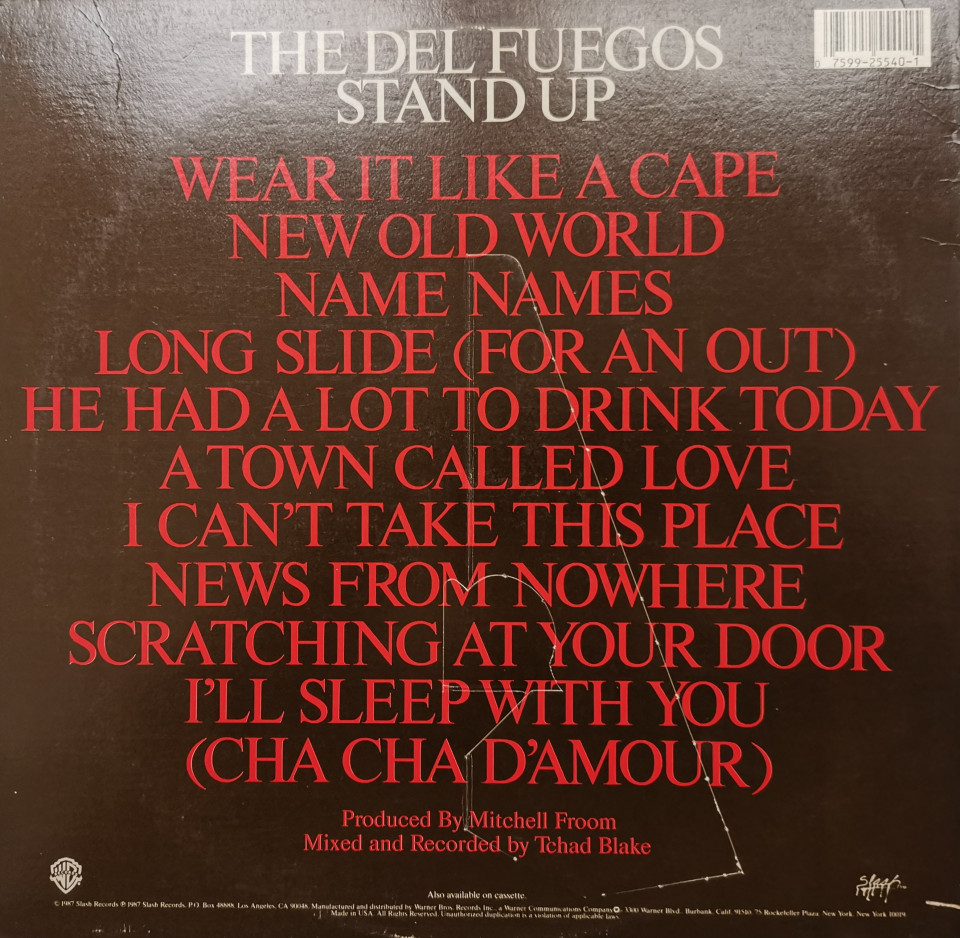 THE DEL FUEGOS
STAND UP
0 7599-25540-1
WEAR IT LIKE A CAPE
NEW OLD WORLD
NAME NAMES
LONG SLIDE (FOR AN OUT)
HE HAD A LOT TO DRINK TODAY
A TOWN CALLED LOVE
I CAN'T TAKE THIS PLACE
NEWS FROM NOWHERE
SCRATCHING AT YOUR DOOR
I'LL SLEEP WITH YOU
(CHA CHA D'AMOUR)
Produced By Mitchell Froom
Mixed and Recorded by Tchad Blake
Slash
Also available on cassette.
© 1987 Slash Records ℗ 1987 Slash Records, P.O. Box 48888, Los Angeles, CA 90048. Manufactured and distributed by Warner Bros. Records Inc., a Warner Communications Company. 3300 Warner Blvd., Burbank, Calif. 91510. 75 Rockefeller Plaza, New York, New York 10019.
Made in USA. All Rights Reserved. Unauthorized duplication is a violation of applicable laws.